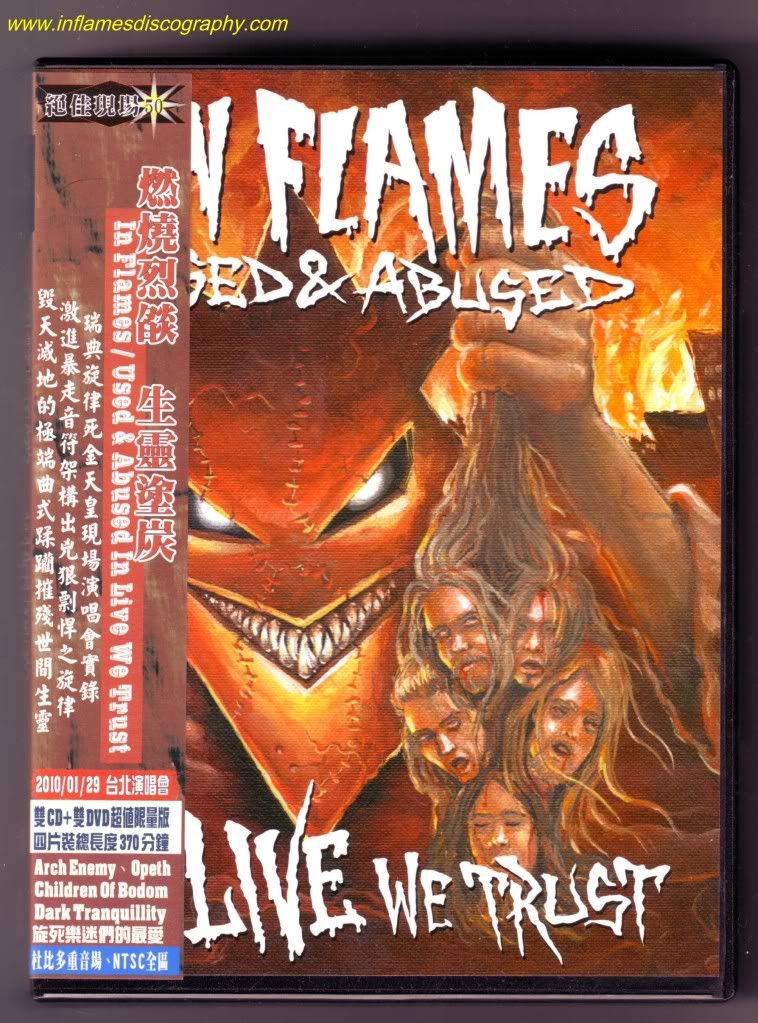 www.inflamesdiscography.com
絕佳現場50
N FLAMES
SED & ABUSED
LIVE WE TRUST
燃燒烈燄 生靈塗炭
In Flames / Used & Abused In Live We Trust
瑞典旋律死金天皇現場演唱會實錄
激進暴走音符架構出兇狠剽悍之旋律
毀天滅地的極端曲式蹂躪摧殘世間生靈
2010/01/29 台北演唱會
雙CD+雙DVD超值限量版
四片裝總長度370分鐘
Arch Enemy、Opeth
Children Of Bodom
Dark Tranquillity
旋死樂迷們的最愛
杜比多重音場、NTSC全區